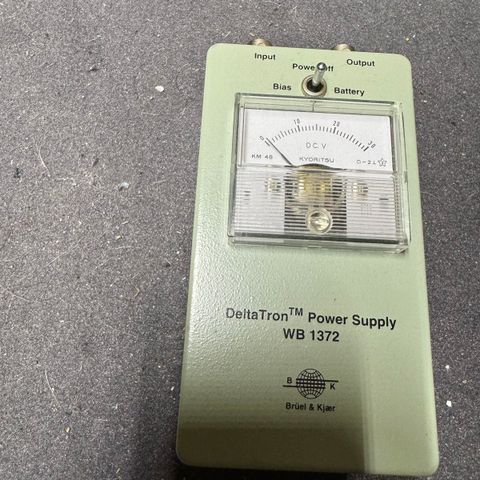 Input
Output
Power Off
Bias
Battery
0 10 20 30
D C. V
KM 48
KYORITSU
DeltaTron™ Power Supply
WB 1372
B K
Brüel & Kjær